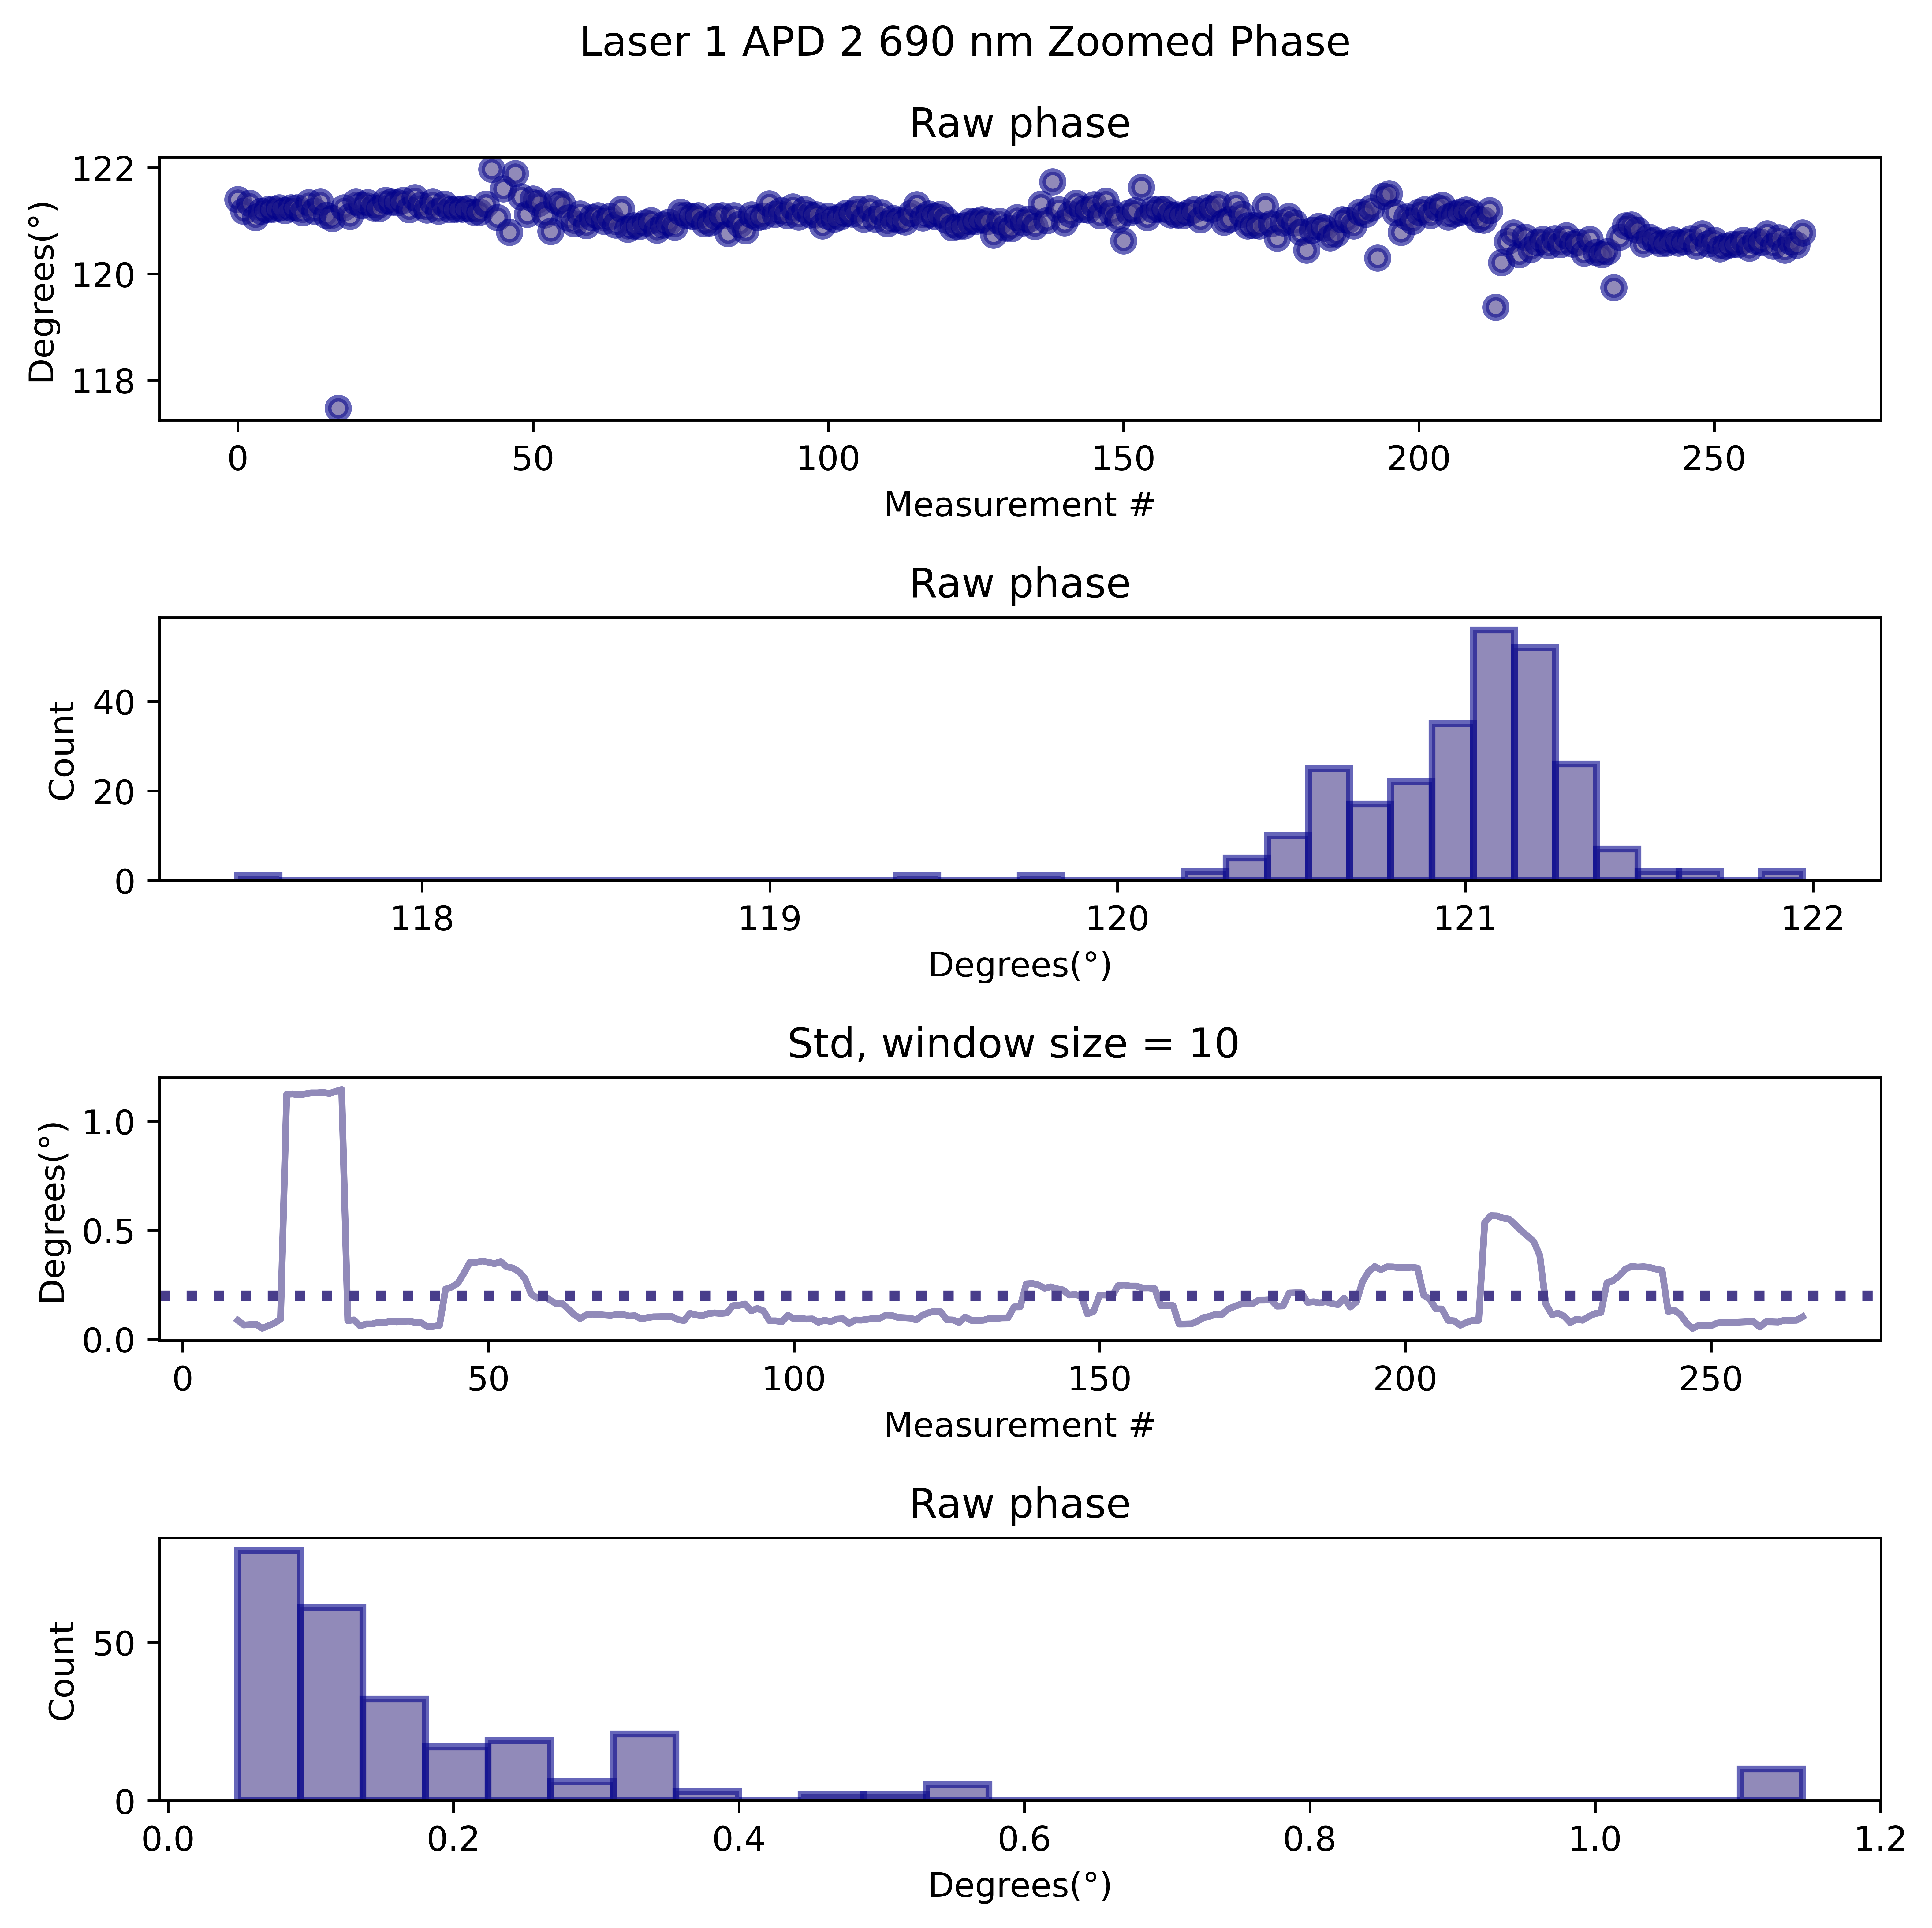 Laser 1 APD 2 690 nm Zoomed Phase
Raw phase
122
120
118
Degrees(°)
0 50 100 150 200 250
Measurement #
Raw phase
40
20
0
Count
118 119 120 121 122
Degrees(°)
Std, window size = 10
1.0
0.5
0.0
Degrees(°)
0 50 100 150 200 250
Measurement #
Raw phase
50
0
Count
0.0 0.2 0.4 0.6 0.8 1.0 1.2
Degrees(°)